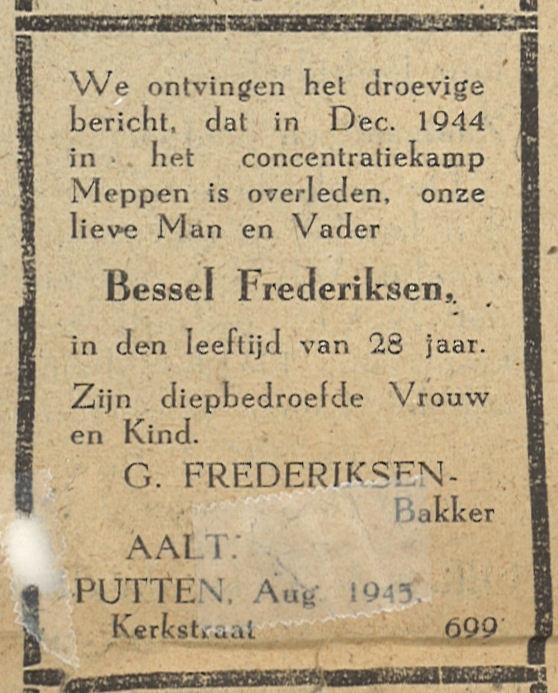 We ontvingen het droevige
bericht, dat in Dec. 1944
in het concentratiekamp
Meppen is overleden, onze
lieve Man en Vader
Bessel Frederiksen,
in den leeftijd van 28 jaar.
Zijn diepbedroefde Vrouw
en Kind.
G. FREDERIKSEN-
Bakker
AALT.
PUTTEN, Aug. 1945.
Kerkstraat 699